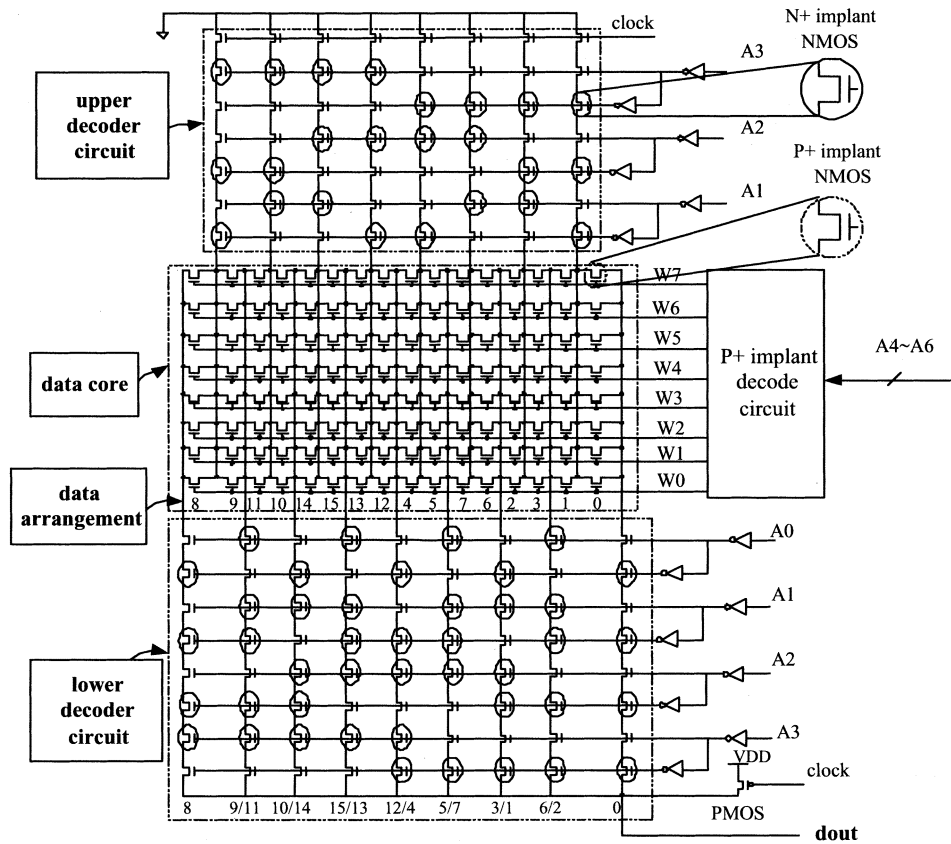 clock
N+ implant
NMOS
A3
upper
decoder
circuit
A2
P+ implant
NMOS
A1
W7
W6
W5
W4
W3
W2
W1
W0
P+ implant
decode
circuit
A4~A6
data core
data
arrangement
8 9 11 10 14 15 13 12 4 5 7 6 2 3 1 0
A0
A1
A2
A3
lower
decoder
circuit
VDD
clock
PMOS
8 9/11 10/14 15/13 12/4 5/7 3/1 6/2 0
dout